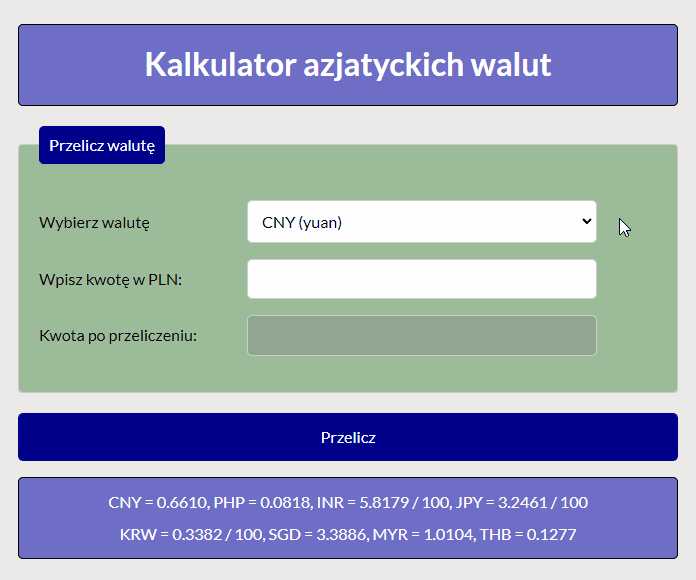 Kalkulator azjatyckich walut
Przelicz walutę
Wybierz walutę
CNY (yuan)
Wpisz kwotę w PLN:
Kwota po przeliczeniu:
Przelicz
CNY = 0.6610, PHP = 0.0818, INR = 5.8179 / 100, JPY = 3.2461 / 100
KRW = 0.3382 / 100, SGD = 3.3886, MYR = 1.0104, THB = 0.1277